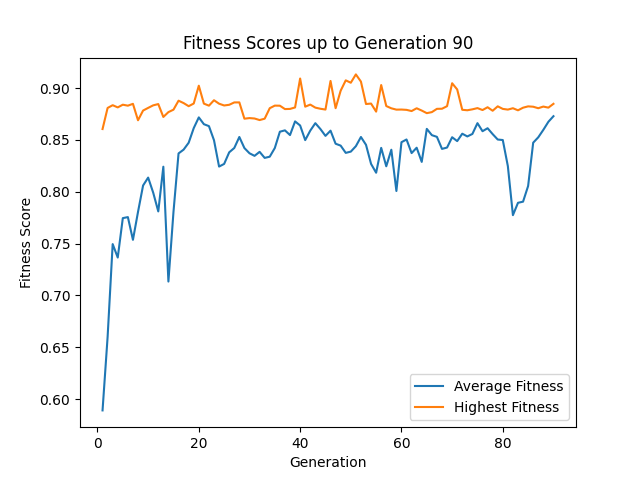 Fitness Scores up to Generation 90
Fitness Score
0.90
0.85
0.80
0.75
0.70
0.65
0.60
0
20
40
60
80
Generation
Average Fitness
Highest Fitness